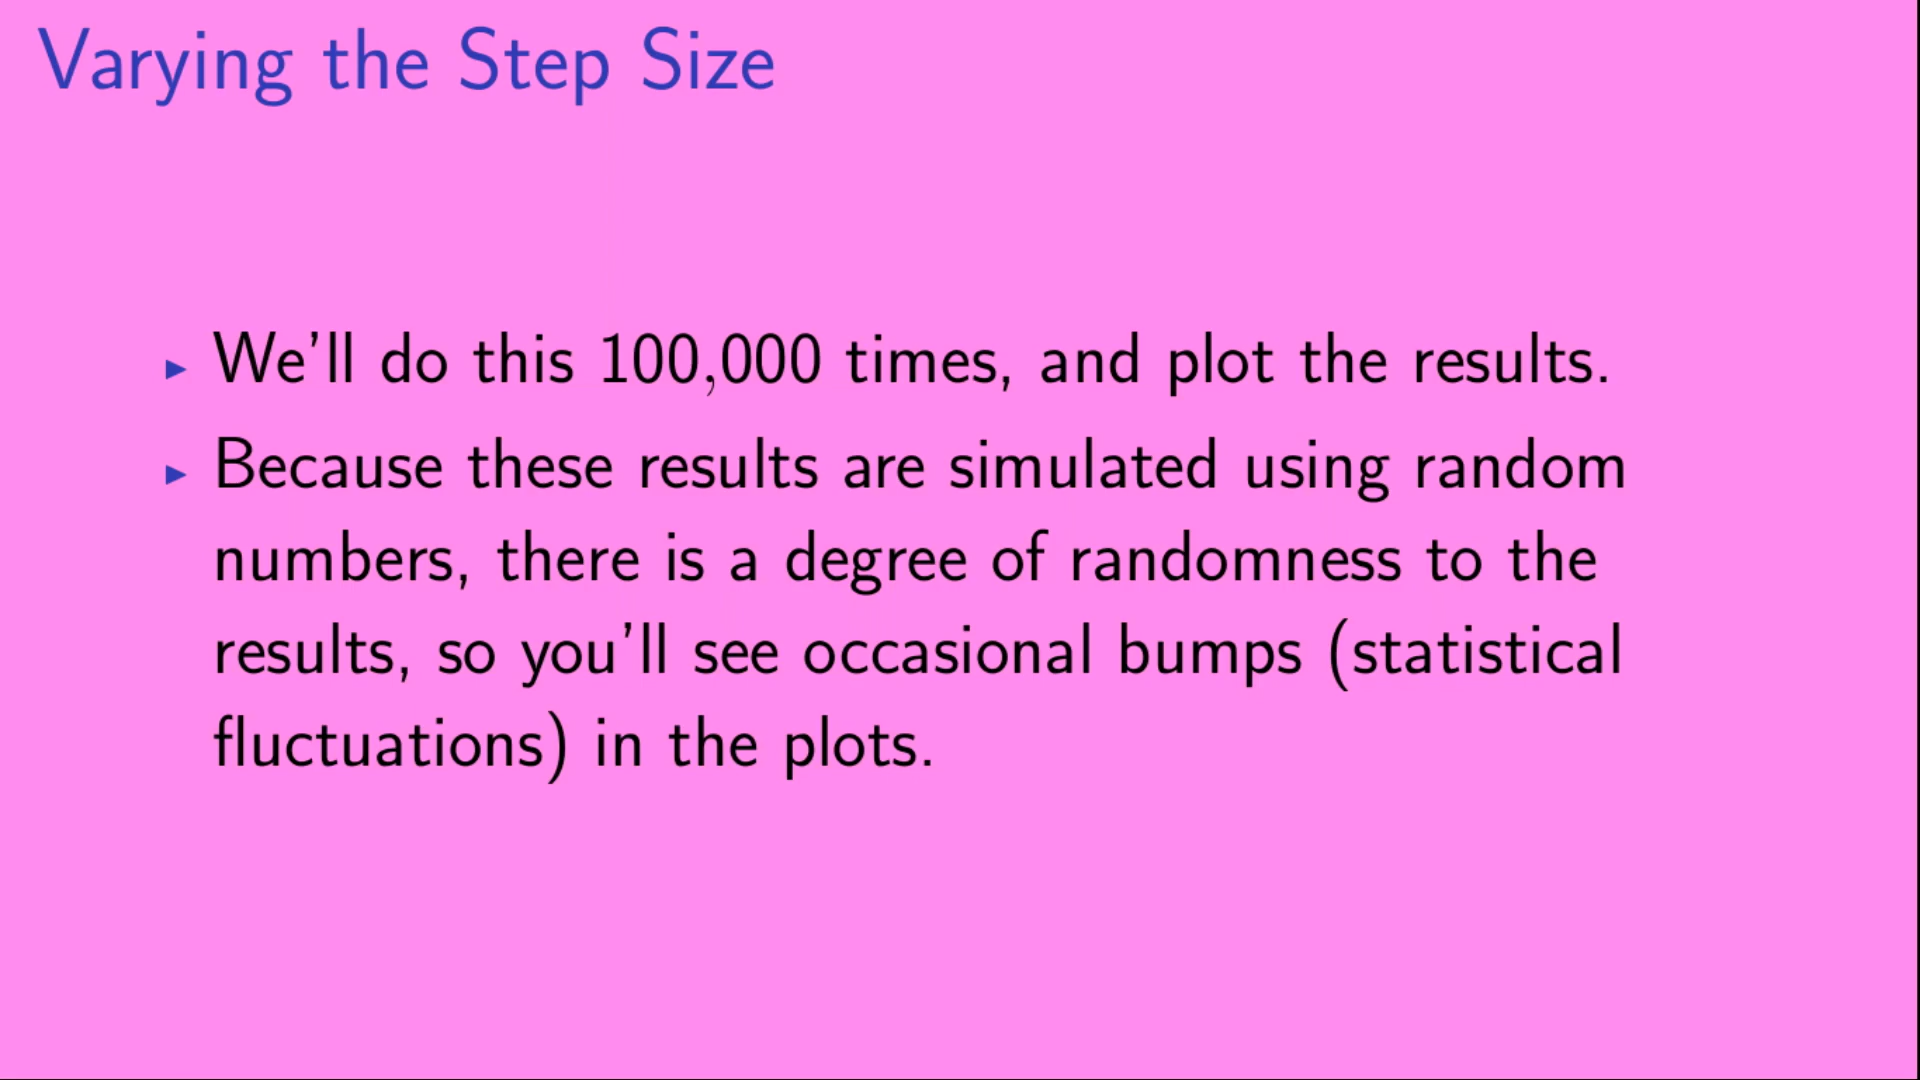 Varying the Step Size
▸ We'll do this 100,000 times, and plot the results.
▸ Because these results are simulated using random
numbers, there is a degree of randomness to the
results, so you'll see occasional bumps (statistical
fluctuations) in the plots.